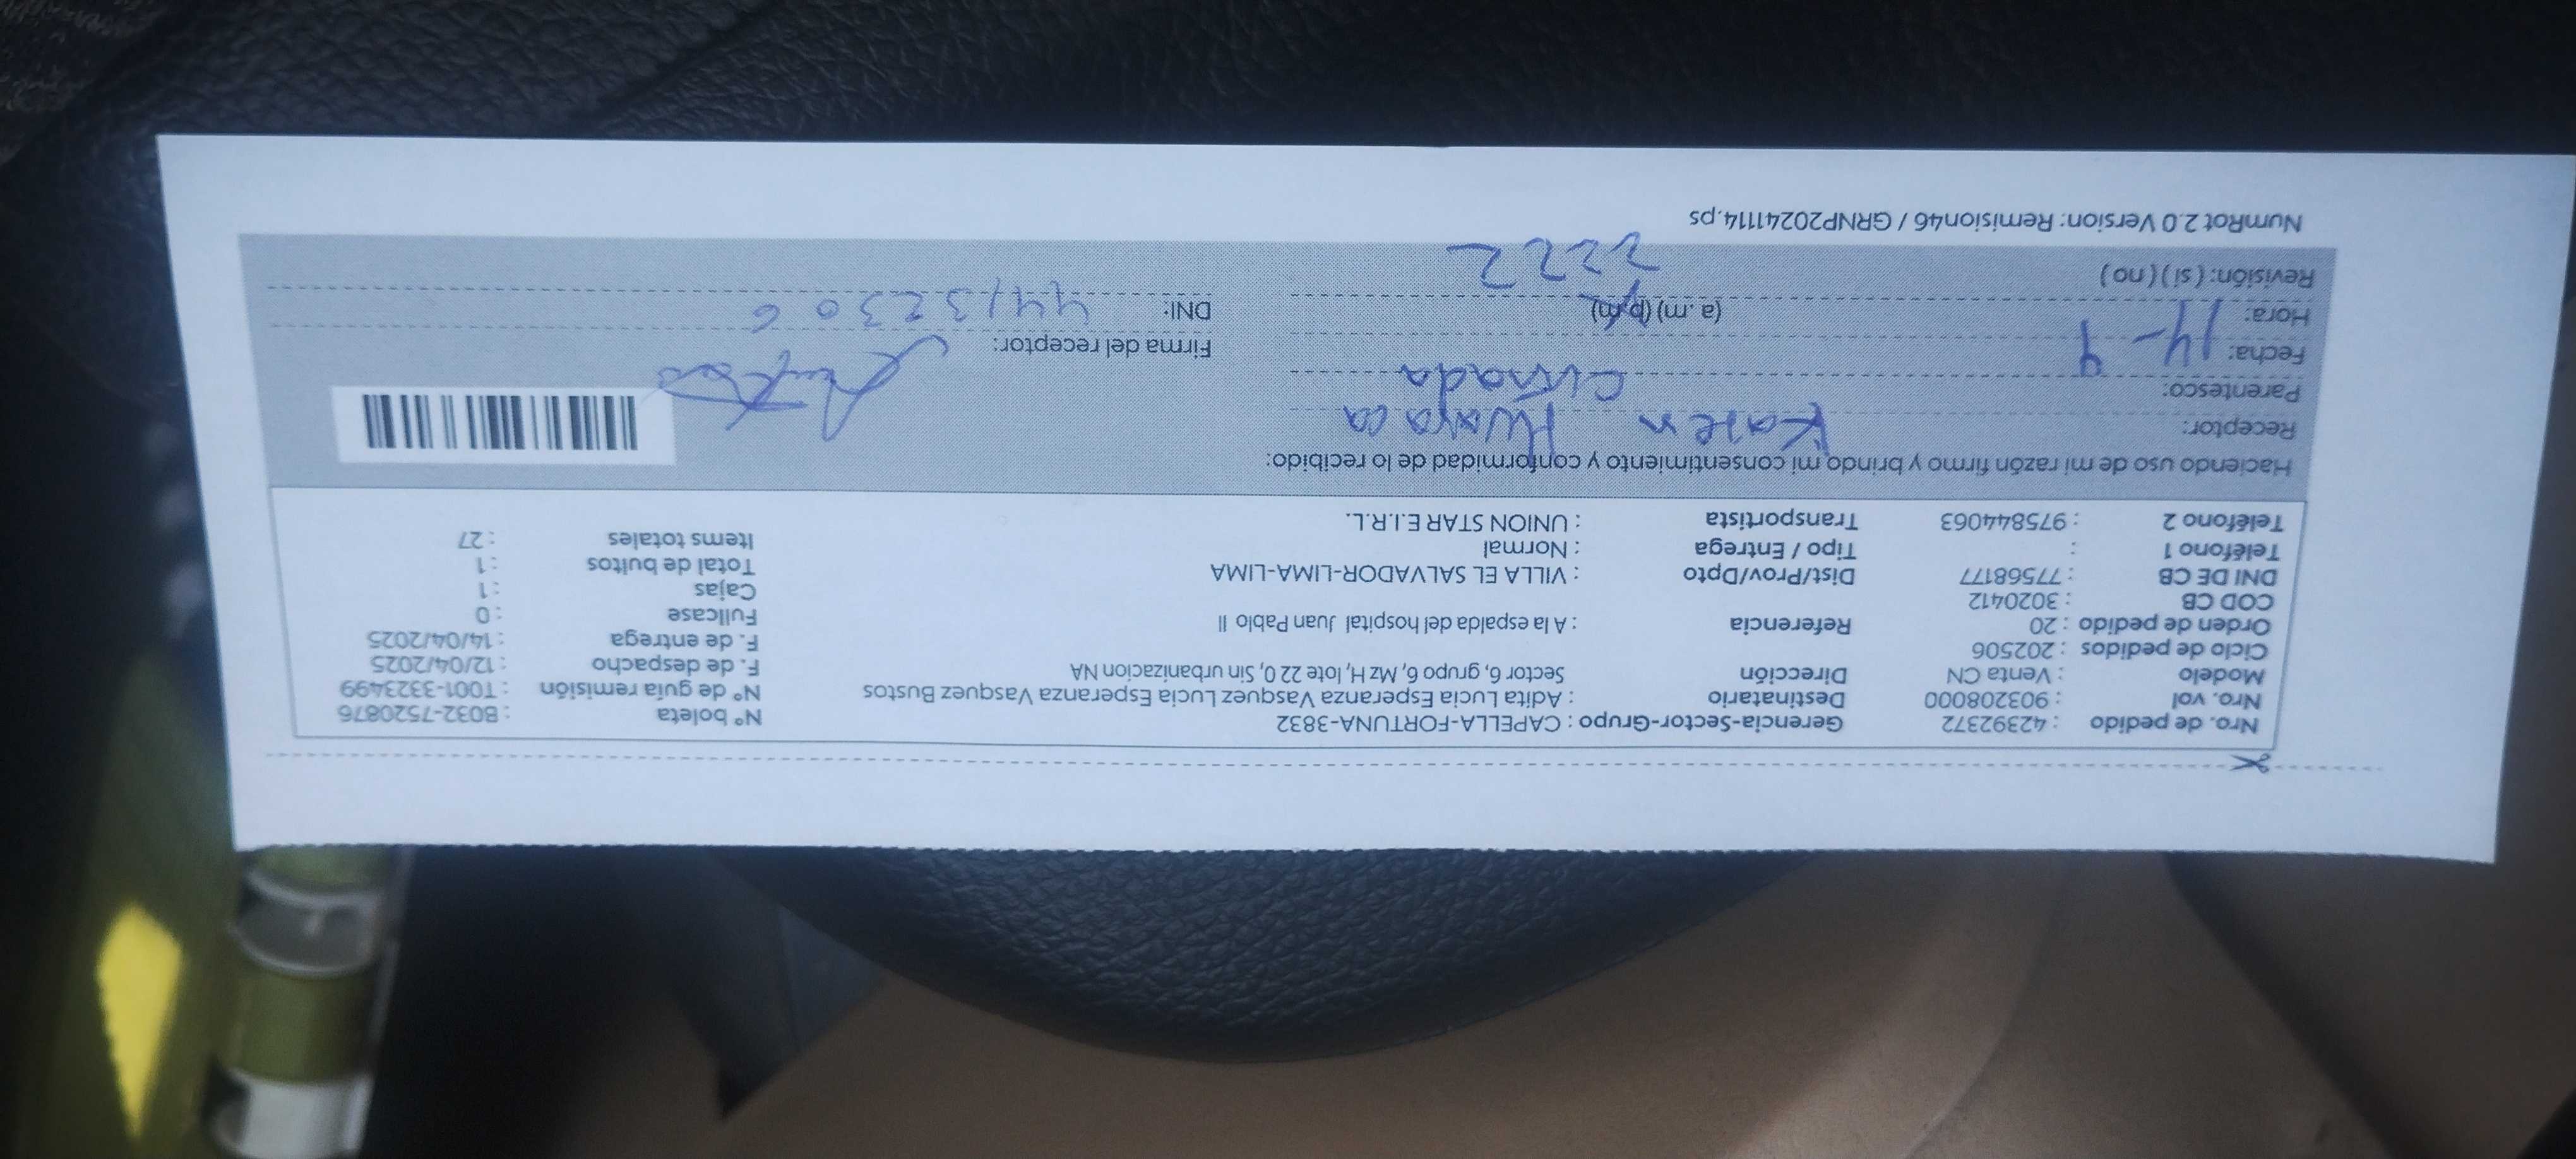 Nro. de pedido : 42392372 Gerencia-Sector-Grupo : CAPELLA-FORTUNA-3832 N° boleta : B032-7520876
Nro. vol : 903208000 Destinatario : Adita Lucia Esperanza Vasquez Lucia Esperanza Vasquez Bustos N° de guía remisión : T001-3323499
Modelo : Venta CN Dirección Sector 6, grupo 6, Mz H, lote 22 0, Sin urbanizacion NA F. de despacho : 12/04/2025
Ciclo de pedidos : 202506 F. de entrega : 14/04/2025
Orden de pedido : 20 Referencia : A la espalda del hospital Juan Pablo II Fullcase : 0
COD CB : 3020412 Cajas : 1
DNI DE CB : 77568177 Dist/Prov/Dpto : VILLA EL SALVADOR-LIMA-LIMA Total de bultos : 1
Teléfono 1 : Tipo / Entrega : Normal Items totales : 27
Teléfono 2 : 975844063 Transportista : UNION STAR E.I.R.L.
Haciendo uso de mi razón firmo y brindo mi consentimiento y conformidad de lo recibido:
Receptor: Karen Huayaca
Parentesco: Cuñada
Fecha: 14-4 Firma del receptor:
Hora: (a.m) (p.m) DNI: 44132306
Revisión: ( si ) ( no ) 2222
NumRot 2.0 Version: Remision46 / GRNP20241114.ps